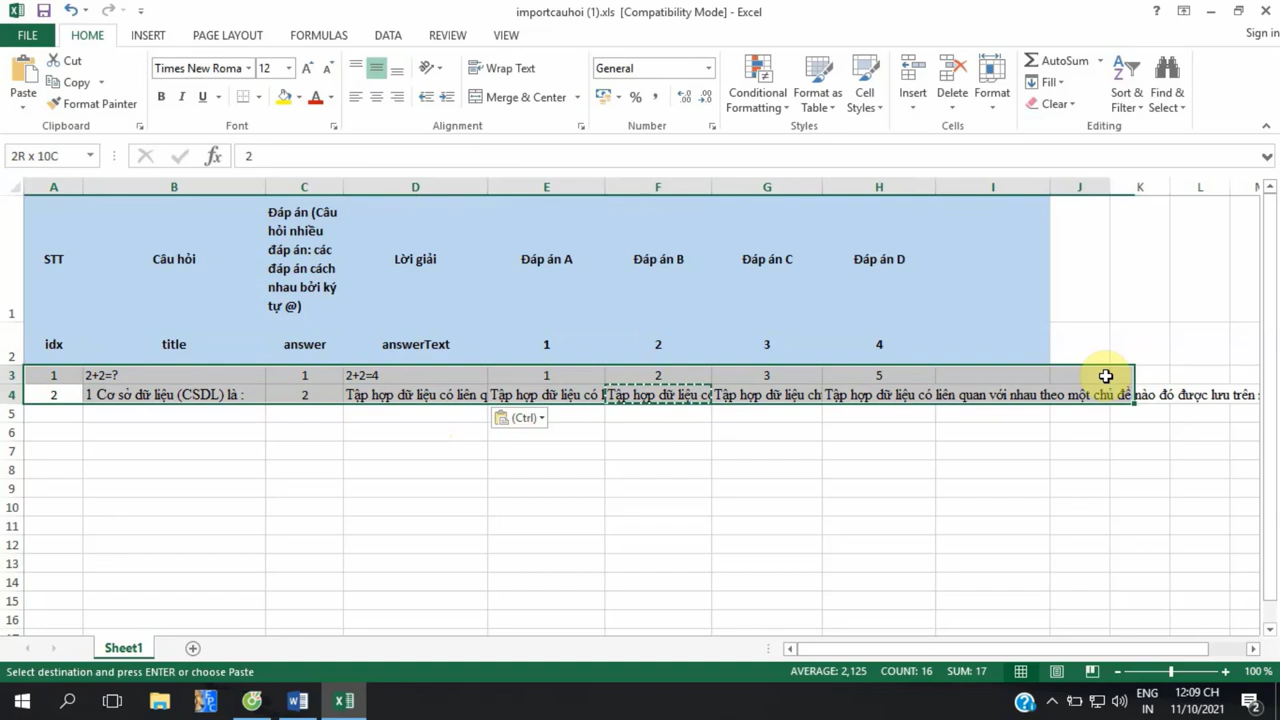 importcauhoi (1).xls [Compatibility Mode] - Excel
FILE HOME INSERT PAGE LAYOUT FORMULAS DATA REVIEW VIEW Sign in
Paste Cut Copy Format Painter Clipboard
Times New Roma 12 B I U A Font
Wrap Text Merge & Center Alignment
General % , Number
Conditional Formatting Format as Table Cell Styles Styles
Insert Delete Format Cells
AutoSum Fill Clear Sort & Filter Find & Select Editing
2R x 10C fx 2
A B C D E F G H I J K L
1 STT Câu hỏi Đáp án (Câu hỏi nhiều đáp án: các đáp án cách nhau bởi ký tự @) Lời giải Đáp án A Đáp án B Đáp án C Đáp án D
2 idx title answer answerText 1 2 3 4
3 1 2+2=? 1 2+2=4 1 2 3 5
4 2 1 Cơ sở dữ liệu (CSDL) là : 2 Tập hợp dữ liệu có liên q Tập hợp dữ liệu có l Tập hợp dữ liệu có Tập hợp dữ liệu ch Tập hợp dữ liệu có liên quan với nhau theo một chủ đề nào đó được lưu trên
5 (Ctrl)
6
7
8
9
10
11
12
13
14
15
16
Sheet1
Select destination and press ENTER or choose Paste AVERAGE: 2,125 COUNT: 16 SUM: 17 100 %
ENG 12:09 CH
IN 11/10/2021 2